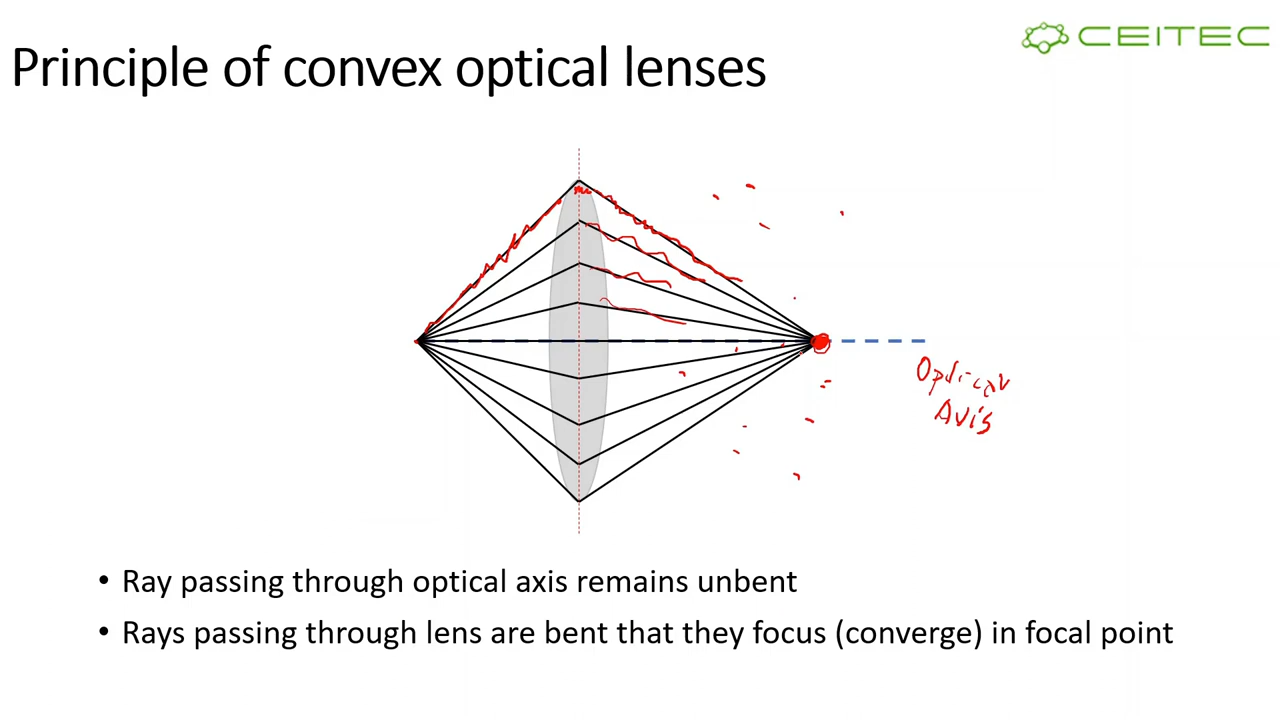 CEITEC
Principle of convex optical lenses
Optical
Axis
• Ray passing through optical axis remains unbent
• Rays passing through lens are bent that they focus (converge) in focal point